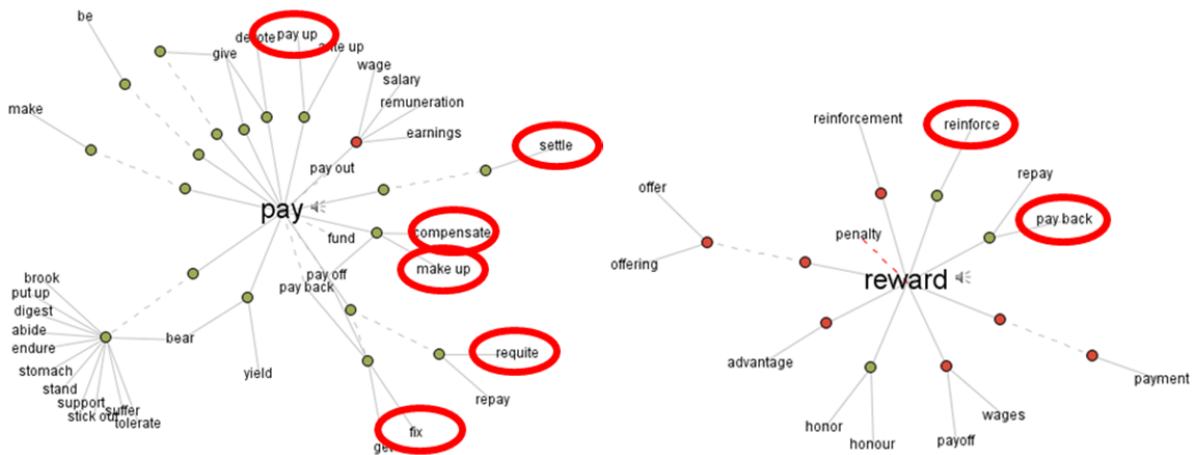 be
pay up
devote
ante up
give
wage
salary
make
remuneration
earnings
settle
pay out
pay
compensate
fund
make up
pay off
pay back
brook
put up
digest
abide
endure
bear
stomach
stand
support
suffer
stick out
tolerate
yield
requite
repay
fix
reinforcement
reinforce
repay
offer
pay back
penalty
offering
reward
advantage
payment
wages
honor
honour
payoff